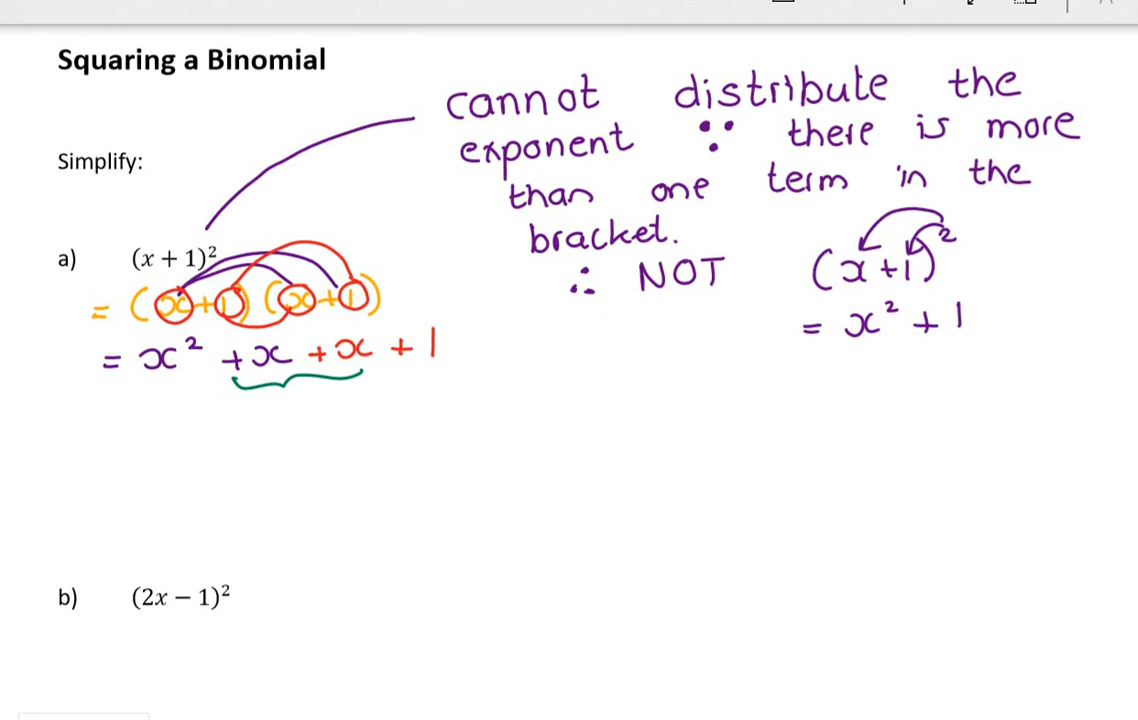 Squaring a Binomial
cannot distribute the
exponent ∵ there is more
than one term in the
bracket.
∴ NOT (x+1)²
= x² + 1
Simplify:
a) (x + 1)²
= (x+1)(x+1)
= x² + x + x + 1
b) (2x − 1)²